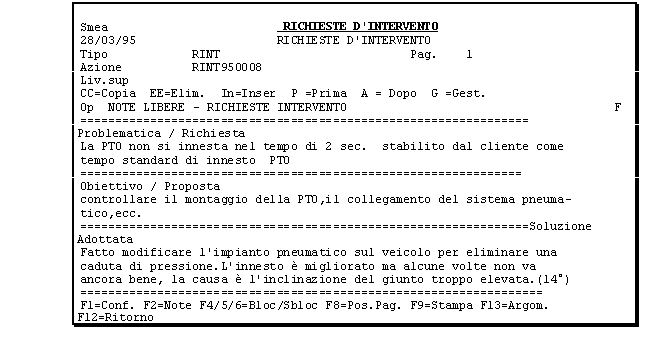 Smea RICHIESTE D'INTERVENTO
28/03/95 RICHIESTE D'INTERVENTO
Tipo RINT Pag. 1
Azione RINT950008
Liv.sup
CC=Copia EE=Elim. In=Inser P =Prima A = Dopo G =Gest.
Op NOTE LIBERE - RICHIESTE INTERVENTO F
================================================================
Problematica / Richiesta
La PTO non si innesta nel tempo di 2 sec. stabilito dal cliente come
tempo standard di innesto PTO
===============================================================
Obiettivo / Proposta
controllare il montaggio della PTO,il collegamento del sistema pneuma-
tico,ecc.
================================================================Soluzione
Adottata
Fatto modificare l'impianto pneumatico sul veicolo per eliminare una
caduta di pressione.L'innesto è migliorato ma alcune volte non va
ancora bene, la causa è l'inclinazione del giunto troppo elevata.(14°)
==================================================================
F1=Conf. F2=Note F4/5/6=Bloc/Sbloc F8=Pos.Pag. F9=Stampa F13=Argom.
F12=Ritorno